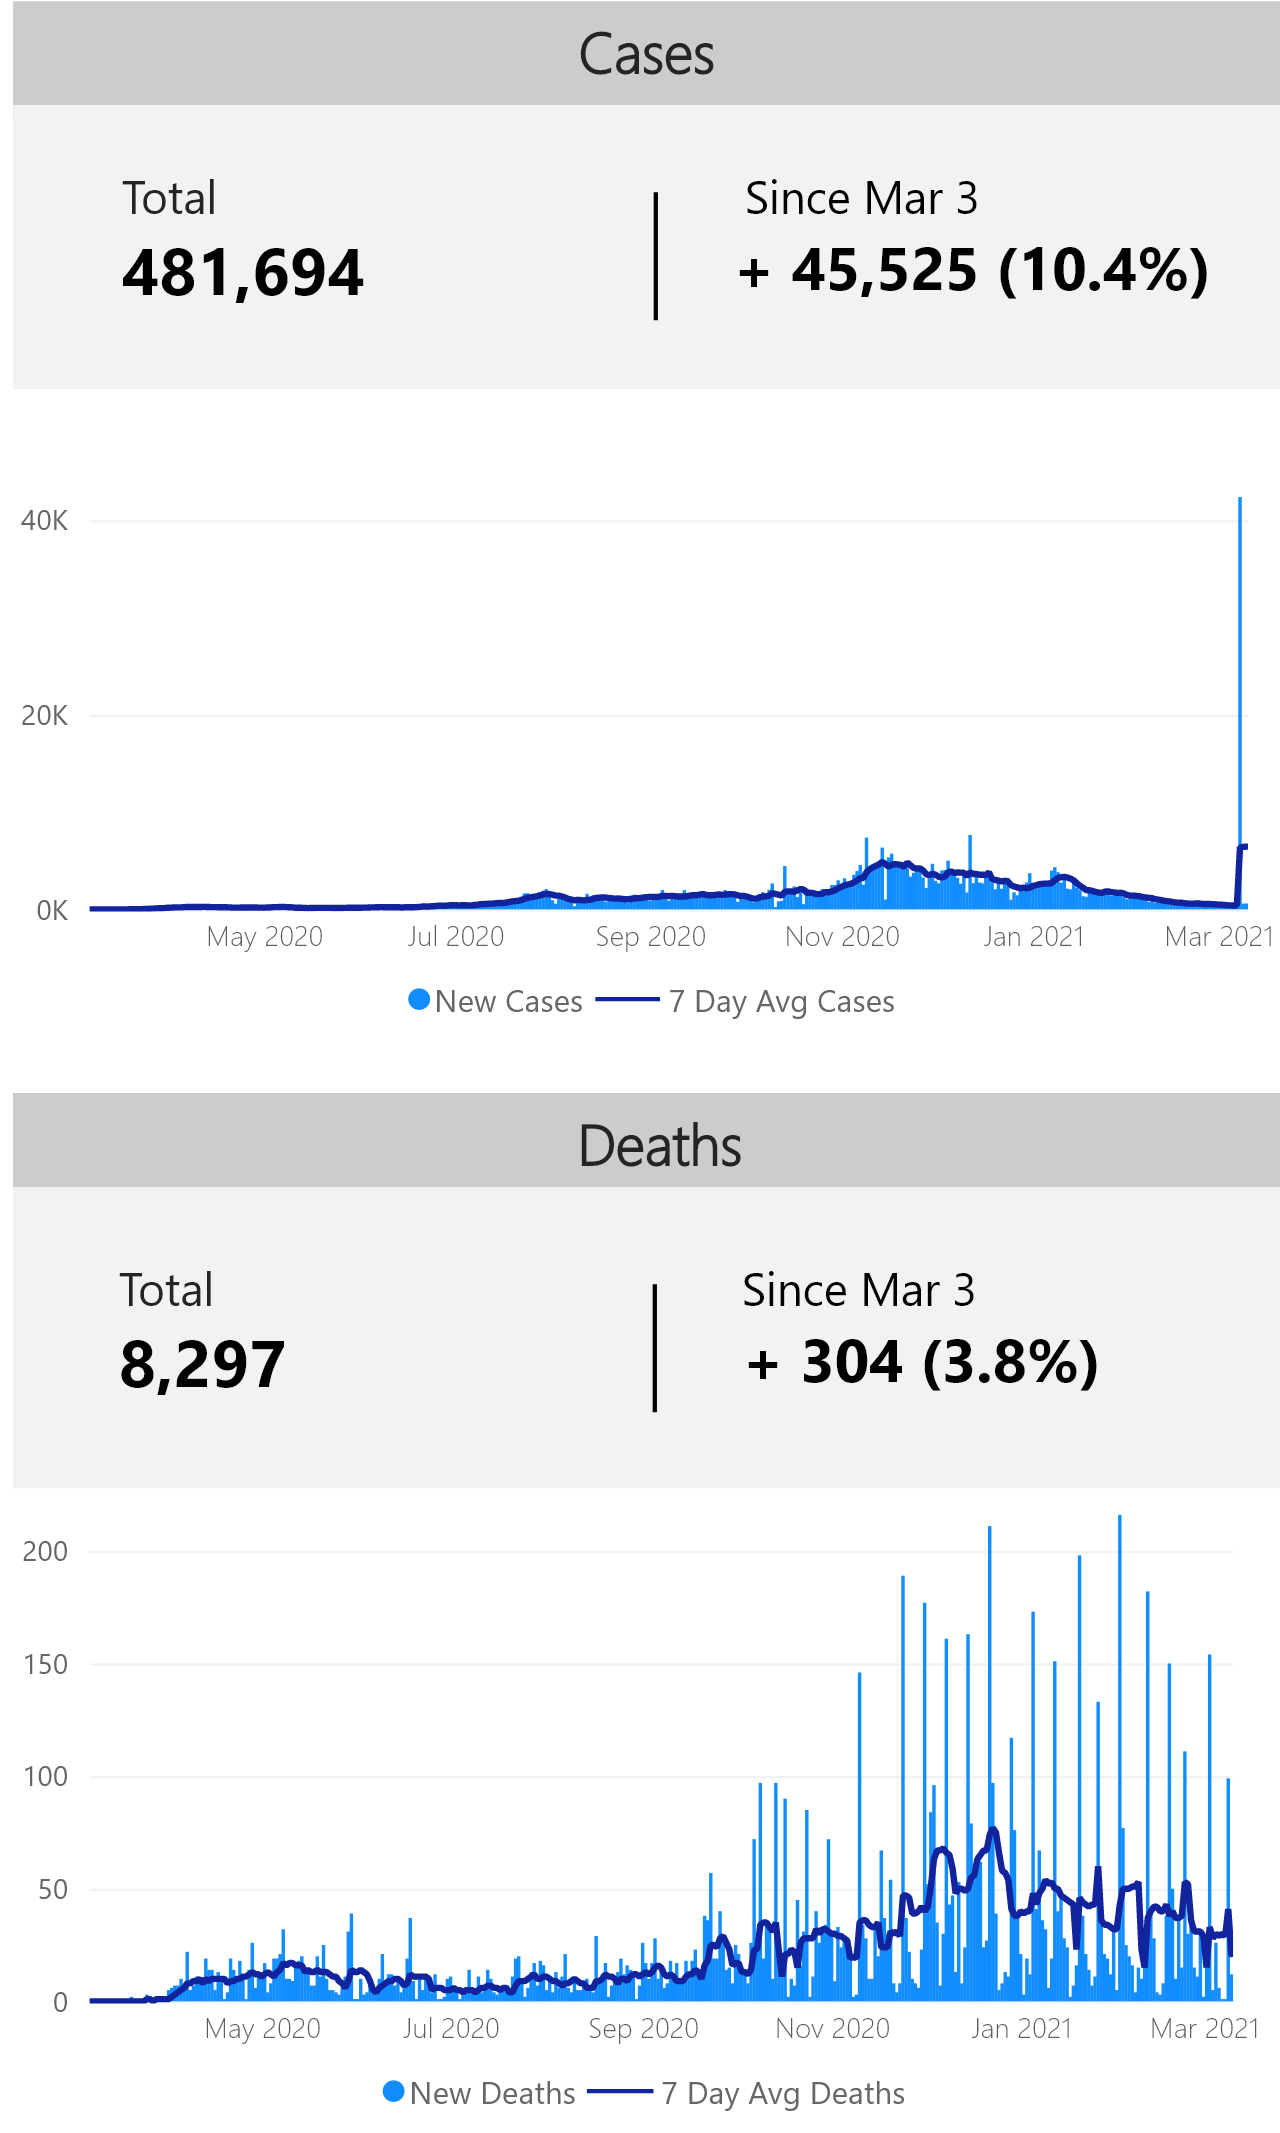 Cases
Total
Since Mar 3
481,694
+ 45,525 (10.4%)
40K
20K
0K
May 2020 Jul 2020 Sep 2020 Nov 2020 Jan 2021 Mar 2021
New Cases 7 Day Avg Cases
Deaths
Total
Since Mar 3
8,297
+ 304 (3.8%)
200
150
100
50
0
May 2020 Jul 2020 Sep 2020 Nov 2020 Jan 2021 Mar 2021
New Deaths 7 Day Avg Deaths